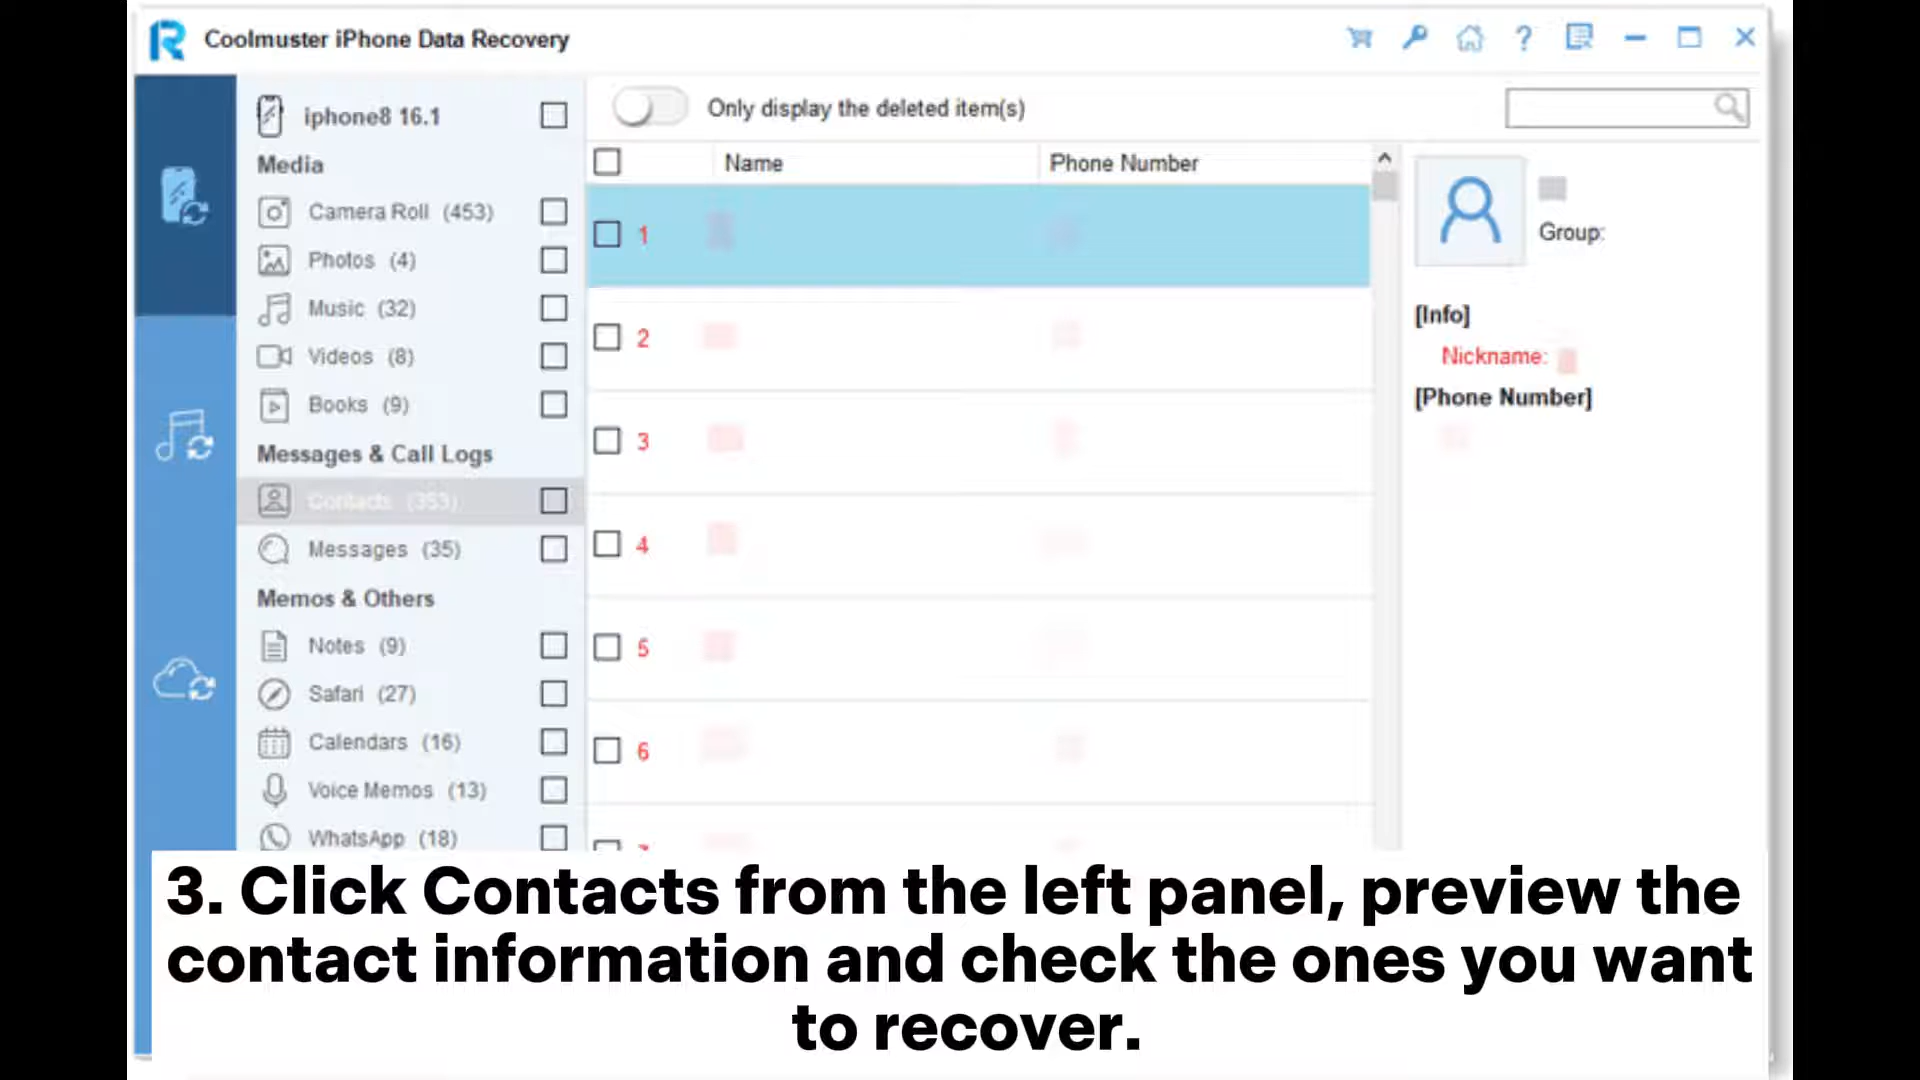 Coolmuster iPhone Data Recovery
?
iphone8 16.1
Only display the deleted item(s)
Media
Name
Phone Number
Camera Roll (453)
Photos (4)
Music (32)
Videos (8)
Books (9)
Messages & Call Logs
Contacts (353)
Messages (35)
Memos & Others
Notes (9)
Safari (27)
Calendars (16)
Voice Memos (13)
WhatsApp (18)
1
2
3
4
5
6
Group:
[Info]
Nickname:
[Phone Number]
3. Click Contacts from the left panel, preview the
contact information and check the ones you want
to recover.